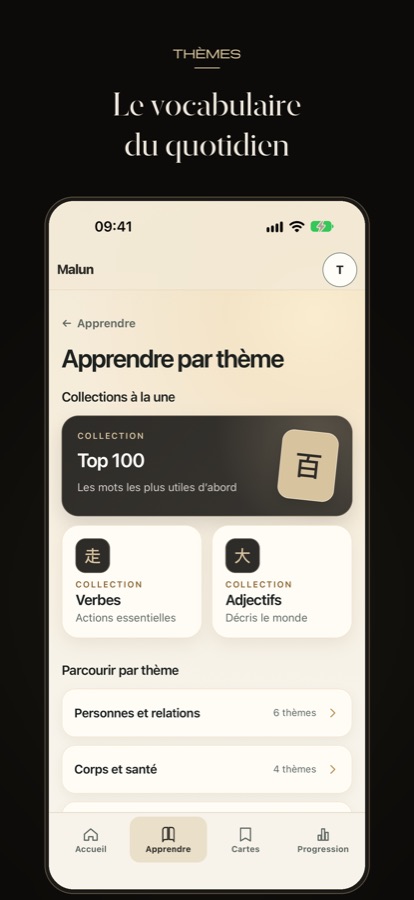 THÈMES
Le vocabulaire
du quotidien
09:41
Malun
T
← Apprendre
Apprendre par thème
Collections à la une
COLLECTION
Top 100
Les mots les plus utiles d'abord
百
走
COLLECTION
Verbes
Actions essentielles
大
COLLECTION
Adjectifs
Décris le monde
Parcourir par thème
Personnes et relations 6 thèmes
Corps et santé 4 thèmes
Accueil Apprendre Cartes Progression